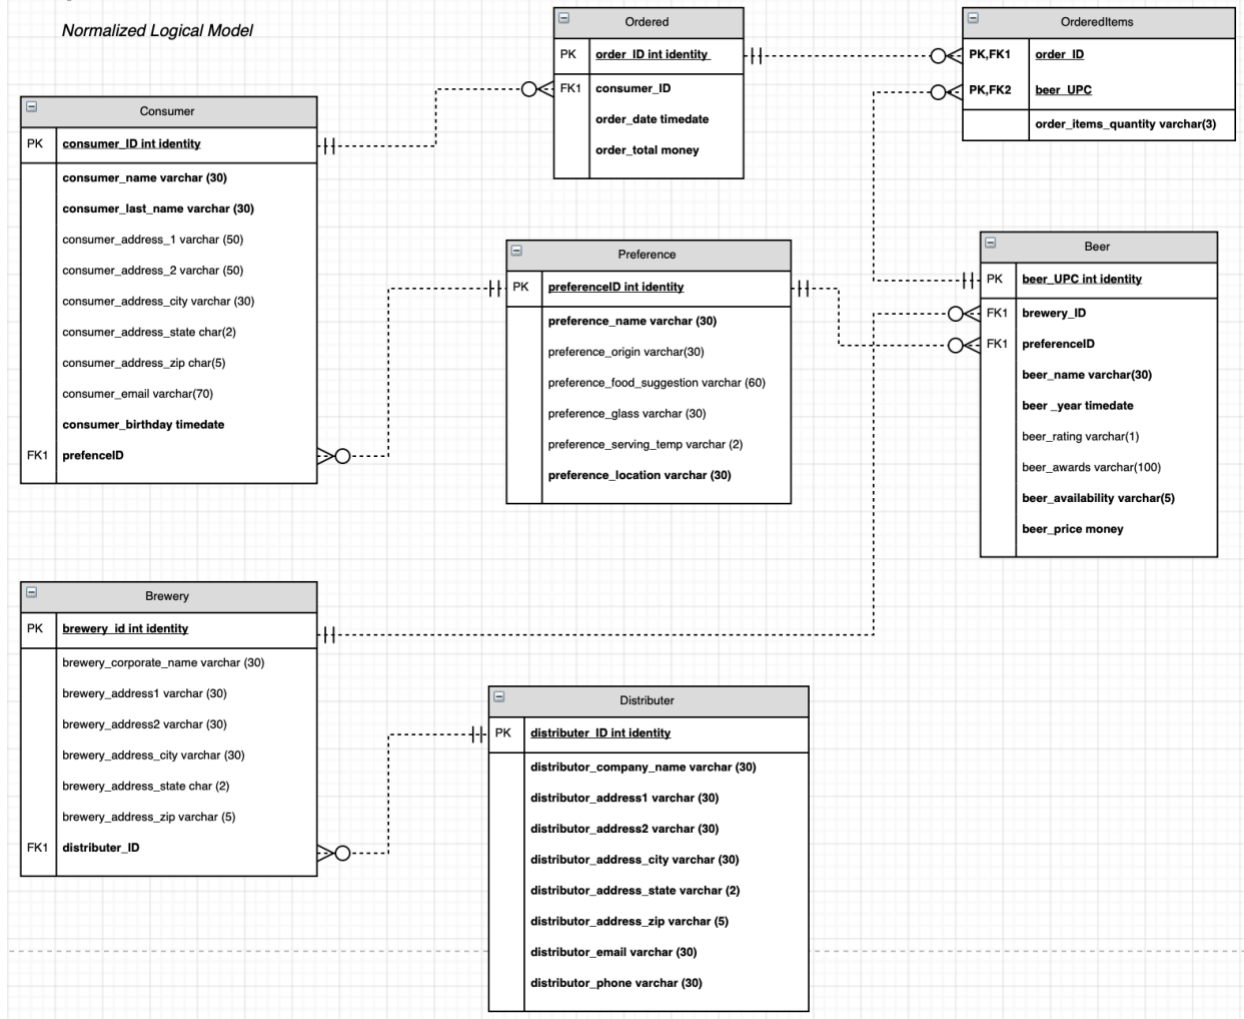 Normalized Logical Model
Ordered
PK order_ID int identity
FK1 consumer_ID
order_date timedate
order_total money
OrderedItems
PK,FK1 order_ID
PK,FK2 beer_UPC
order_items_quantity varchar(3)
Consumer
PK consumer_ID int identity
consumer_name varchar (30)
consumer_last_name varchar (30)
consumer_address_1 varchar (50)
consumer_address_2 varchar (50)
consumer_address_city varchar (30)
consumer_address_state char(2)
consumer_address_zip char(5)
consumer_email varchar(70)
consumer_birthday timedate
FK1 prefenceID
Preference
PK preferenceID int identity
preference_name varchar (30)
preference_origin varchar(30)
preference_food_suggestion varchar (60)
preference_glass varchar (30)
preference_serving_temp varchar (2)
preference_location varchar (30)
Beer
PK beer_UPC int identity
FK1 brewery_ID
FK1 preferenceID
beer_name varchar(30)
beer _year timedate
beer_rating varchar(1)
beer_awards varchar(100)
beer_availability varchar(5)
beer_price money
Brewery
PK brewery_id int identity
brewery_corporate_name varchar (30)
brewery_address1 varchar (30)
brewery_address2 varchar (30)
brewery_address_city varchar (30)
brewery_address_state char (2)
brewery_address_zip varchar (5)
FK1 distributer_ID
Distributer
PK distributer_ID int identity
distributor_company_name varchar (30)
distributor_address1 varchar (30)
distributor_address2 varchar (30)
distributor_address_city varchar (30)
distributor_address_state varchar (2)
distributor_address_zip varchar (5)
distributor_email varchar (30)
distributor_phone varchar (30)